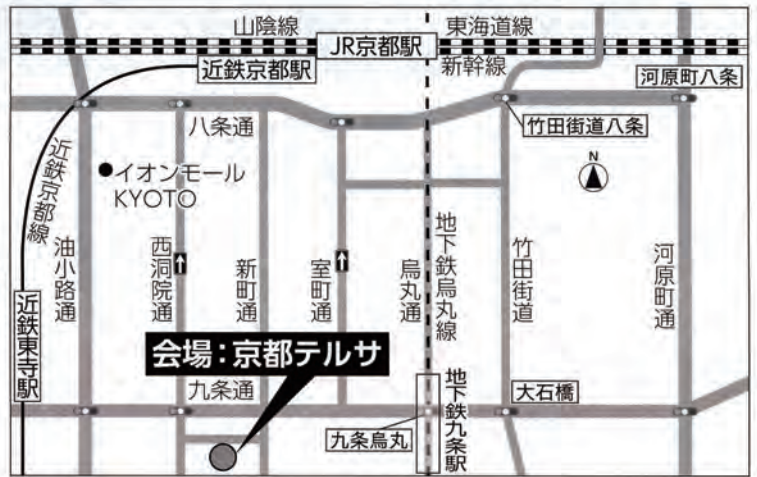 山陰線
東海道線
JR京都駅
近鉄京都駅
新幹線
河原町八条
八条通
竹田街道八条
近鉄京都線
イオンモール
KYOTO
N
油小路通
西洞院通
新町通
室町通
烏丸通
地下鉄烏丸線
竹田街道
河原町通
近鉄東寺駅
会場：京都テルサ
九条通
大石橋
九条烏丸
地下鉄九条駅